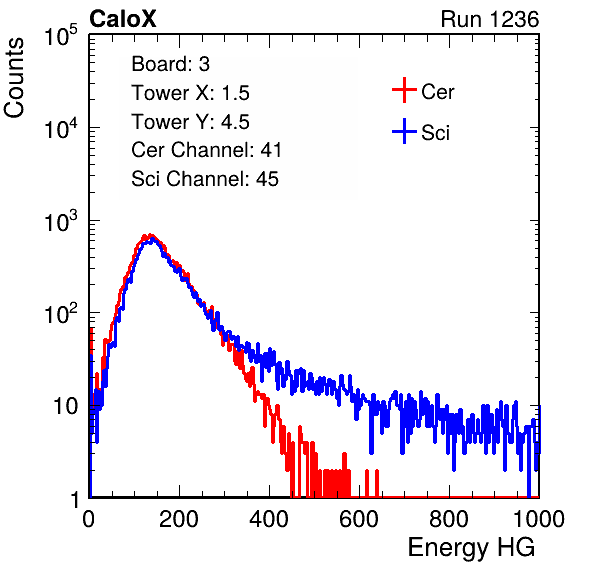 CaloX Run 1236
Counts
Board: 3
Tower X: 1.5
Tower Y: 4.5
Cer Channel: 41
Sci Channel: 45
Cer
Sci
10^5
10^4
10^3
10^2
10
1
0 200 400 600 800 1000
Energy HG